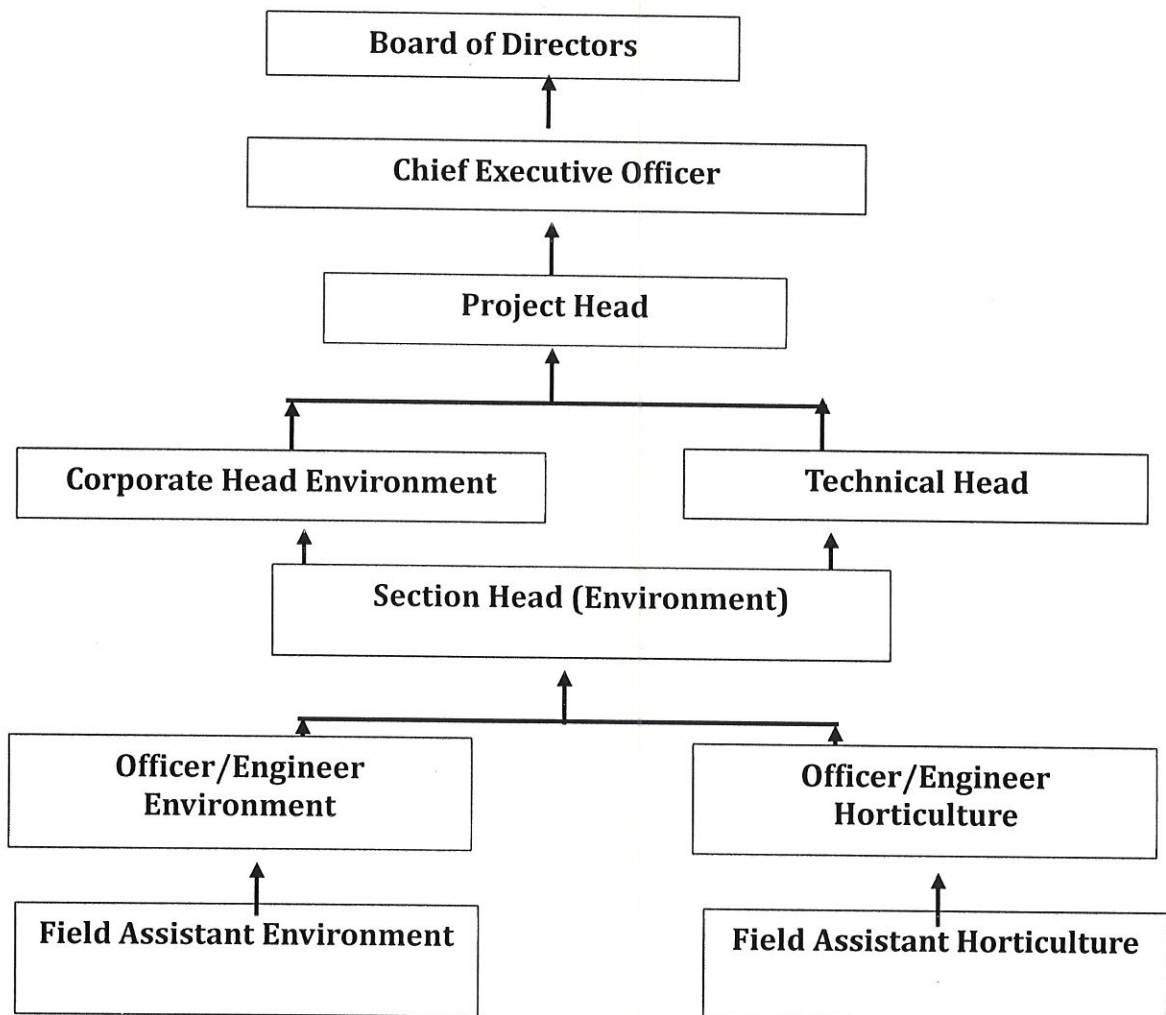 Board of Directors
Chief Executive Officer
Project Head
Corporate Head Environment
Technical Head
Section Head (Environment)
Officer/Engineer
Environment
Officer/Engineer
Horticulture
Field Assistant Environment
Field Assistant Horticulture